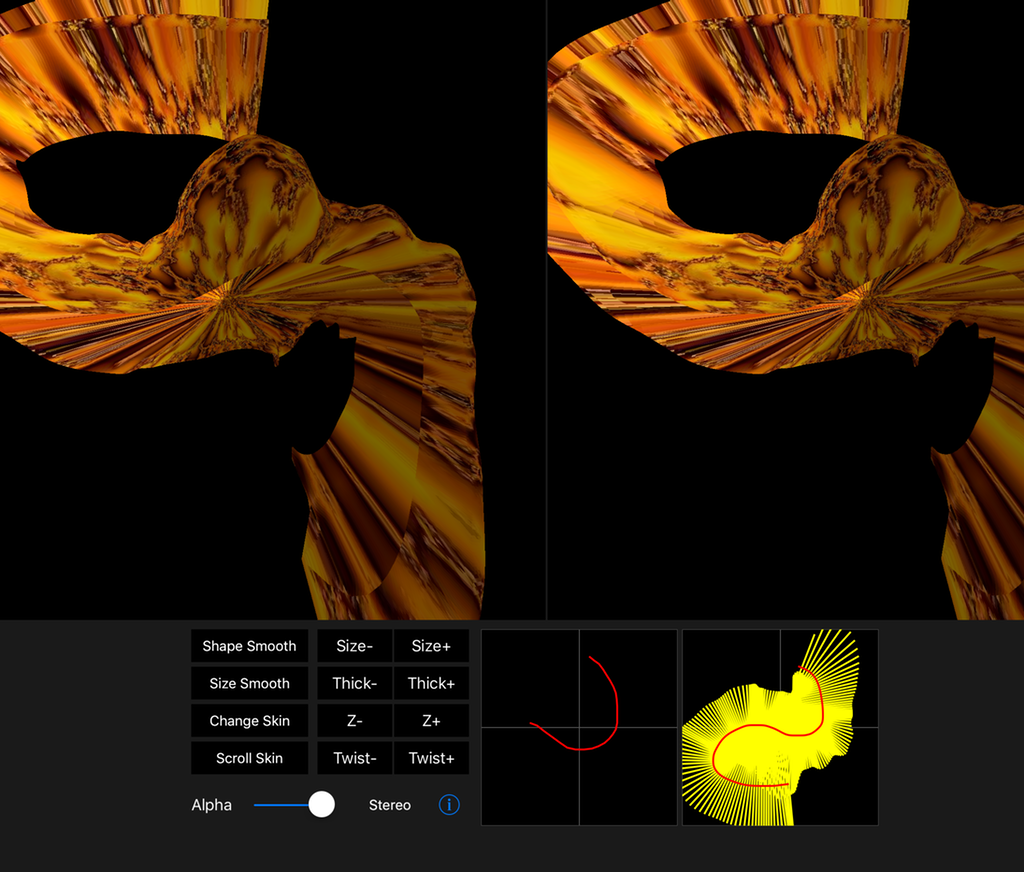 Shape Smooth Size- Size+
Size Smooth Thick- Thick+
Change Skin Z- Z+
Scroll Skin Twist- Twist+
Alpha Stereo i